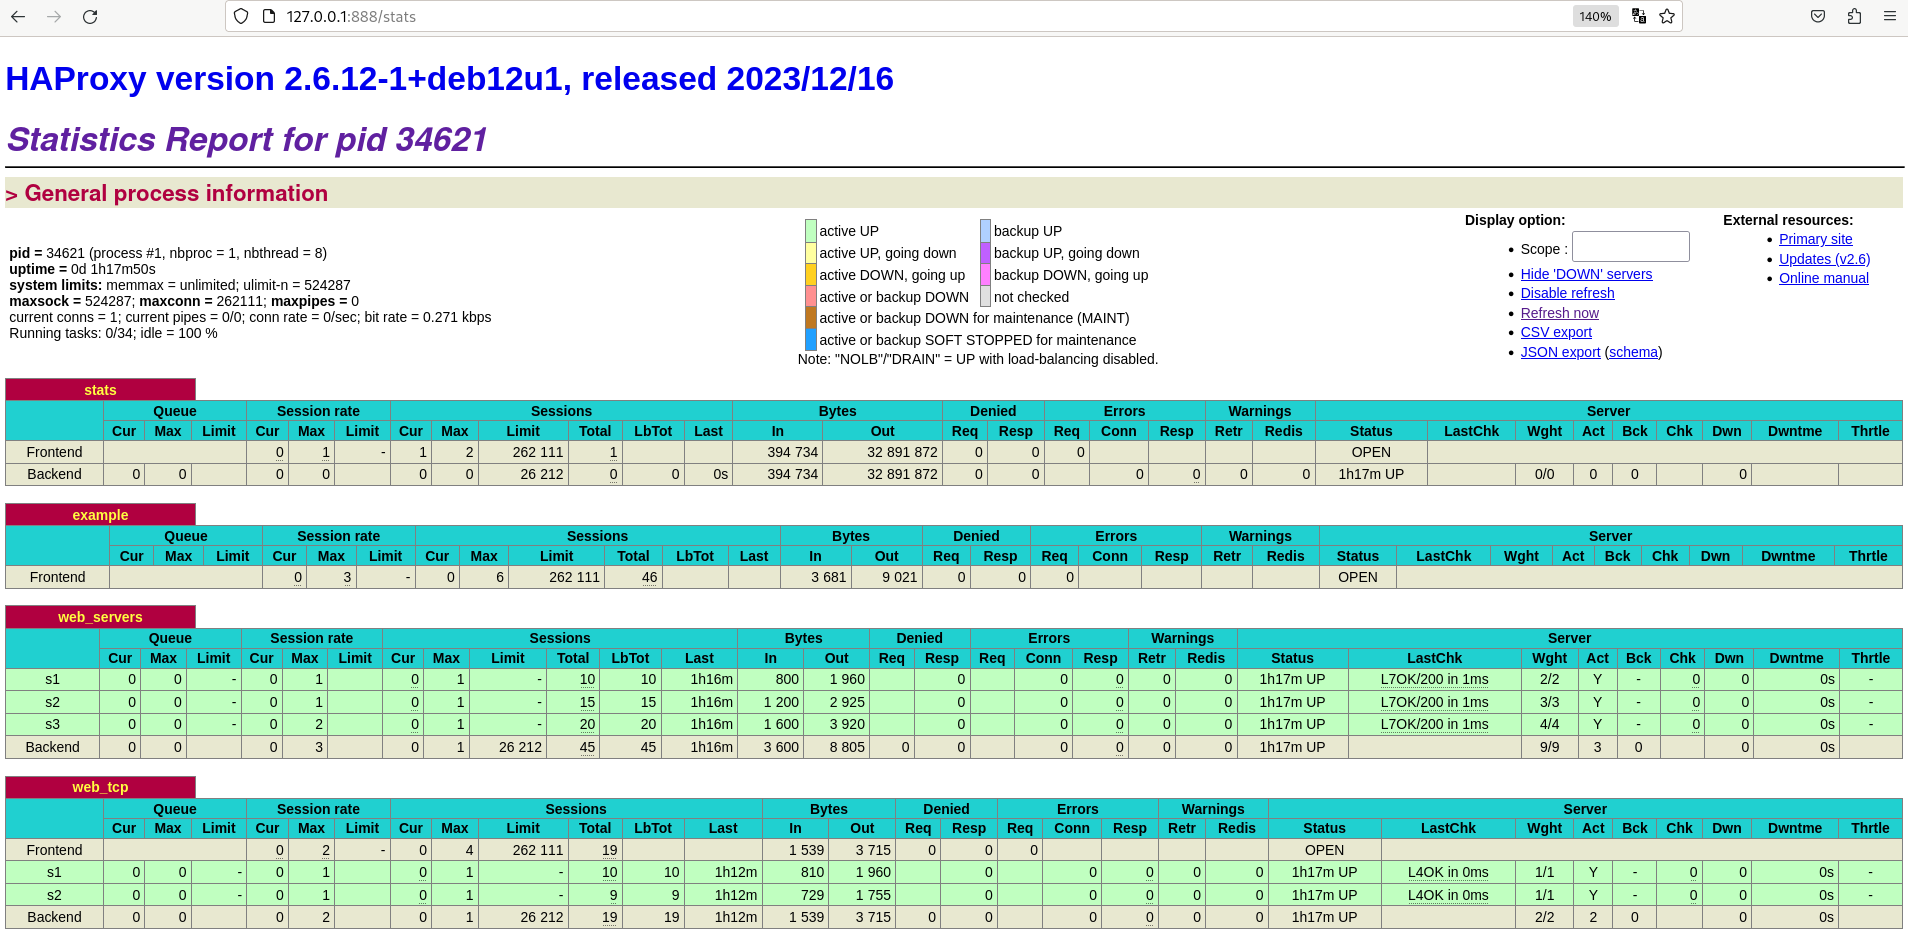 127.0.0.1:888/stats
140%
HAProxy version 2.6.12-1+deb12u1, released 2023/12/16
Statistics Report for pid 34621
> General process information
pid = 34621 (process #1, nbproc = 1, nbthread = 8)
uptime = 0d 1h17m50s
system limits: memmax = unlimited; ulimit-n = 524287
maxsock = 524287; maxconn = 262111; maxpipes = 0
current conns = 1; current pipes = 0/0; conn rate = 0/sec; bit rate = 0.271 kbps
Running tasks: 0/34; idle = 100 %
active UP backup UP
active UP, going down backup UP, going down
active DOWN, going up backup DOWN, going up
active or backup DOWN not checked
active or backup DOWN for maintenance (MAINT)
active or backup SOFT STOPPED for maintenance
Note: "NOLB"/"DRAIN" = UP with load-balancing disabled.
Display option:
• Scope :
• Hide 'DOWN' servers
• Disable refresh
• Refresh now
• CSV export
• JSON export (schema)
External resources:
• Primary site
• Updates (v2.6)
• Online manual
stats
Queue Session rate Sessions Bytes Denied Errors Warnings Server
Cur Max Limit Cur Max Limit Cur Max Limit Total LbTot Last In Out Req Resp Req Conn Resp Retr Redis Status LastChk Wght Act Bck Chk Dwn Dwntme Thrtle
Frontend 0 1 - 1 2 262 111 1 394 734 32 891 872 0 0 0 OPEN
Backend 0 0 0 0 0 0 26 212 0 0 0s 394 734 32 891 872 0 0 0 0 0 0 1h17m UP 0/0 0 0 0
example
Queue Session rate Sessions Bytes Denied Errors Warnings Server
Cur Max Limit Cur Max Limit Cur Max Limit Total LbTot Last In Out Req Resp Req Conn Resp Retr Redis Status LastChk Wght Act Bck Chk Dwn Dwntme Thrtle
Frontend 0 3 - 0 6 262 111 46 3 681 9 021 0 0 0 OPEN
web_servers
Queue Session rate Sessions Bytes Denied Errors Warnings Server
Cur Max Limit Cur Max Limit Cur Max Limit Total LbTot Last In Out Req Resp Req Conn Resp Retr Redis Status LastChk Wght Act Bck Chk Dwn Dwntme Thrtle
s1 0 0 - 0 1 0 1 - 10 10 1h16m 800 1 960 0 0 0 0 0 1h17m UP L7OK/200 in 1ms 2/2 Y - 0 0 0s -
s2 0 0 - 0 1 0 1 - 15 15 1h16m 1 200 2 925 0 0 0 0 0 1h17m UP L7OK/200 in 1ms 3/3 Y - 0 0 0s -
s3 0 0 - 0 2 0 1 - 20 20 1h16m 1 600 3 920 0 0 0 0 0 1h17m UP L7OK/200 in 1ms 4/4 Y - 0 0 0s -
Backend 0 0 0 3 0 1 26 212 45 45 1h16m 3 600 8 805 0 0 0 0 0 0 1h17m UP 9/9 3 0 0 0s
web_tcp
Queue Session rate Sessions Bytes Denied Errors Warnings Server
Cur Max Limit Cur Max Limit Cur Max Limit Total LbTot Last In Out Req Resp Req Conn Resp Retr Redis Status LastChk Wght Act Bck Chk Dwn Dwntme Thrtle
Frontend 0 2 - 0 4 262 111 19 1 539 3 715 0 0 0 OPEN
s1 0 0 - 0 1 0 1 - 10 10 1h12m 810 1 960 0 0 0 0 0 1h17m UP L4OK in 0ms 1/1 Y - 0 0 0s -
s2 0 0 - 0 1 0 1 - 9 9 1h12m 729 1 755 0 0 0 0 0 1h17m UP L4OK in 0ms 1/1 Y - 0 0 0s -
Backend 0 0 0 2 0 1 26 212 19 19 1h12m 1 539 3 715 0 0 0 0 0 0 1h17m UP 2/2 2 0 0 0s